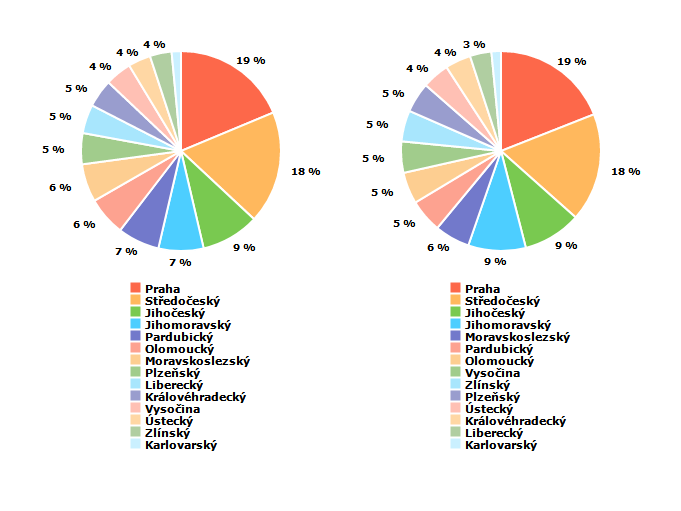 19 %
18 %
9 %
7 %
7 %
6 %
6 %
5 %
5 %
5 %
4 %
4 %
4 %
Praha
Středočeský
Jihočeský
Jihomoravský
Pardubický
Olomoucký
Moravskoslezský
Plzeňský
Liberecký
Královéhradecký
Vysočina
Ústecký
Zlínský
Karlovarský
19 %
18 %
9 %
9 %
6 %
5 %
5 %
5 %
5 %
5 %
4 %
4 %
3 %
Praha
Středočeský
Jihočeský
Jihomoravský
Moravskoslezský
Pardubický
Olomoucký
Vysočina
Zlínský
Plzeňský
Ústecký
Královéhradecký
Liberecký
Karlovarský